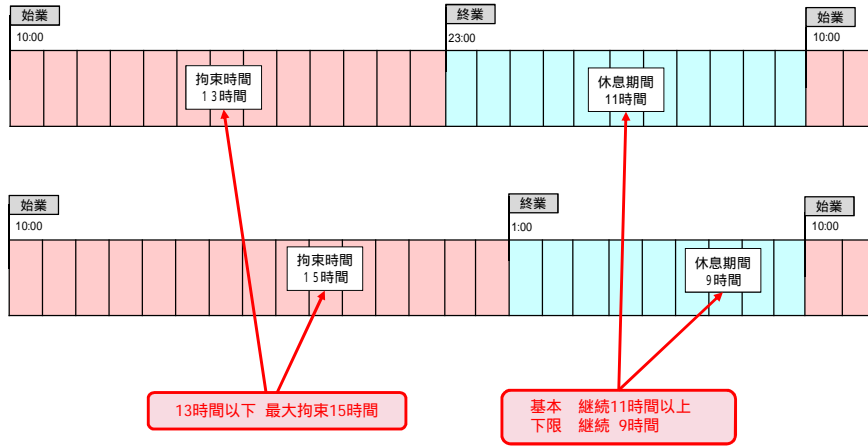 始業
終業
始業
10:00
23:00
10:00
拘束時間
13時間
休息期間
11時間
始業
終業
始業
10:00
1:00
10:00
拘束時間
15時間
休息期間
9時間
13時間以下 最大拘束15時間
基本 継続11時間以上
下限 継続 9時間